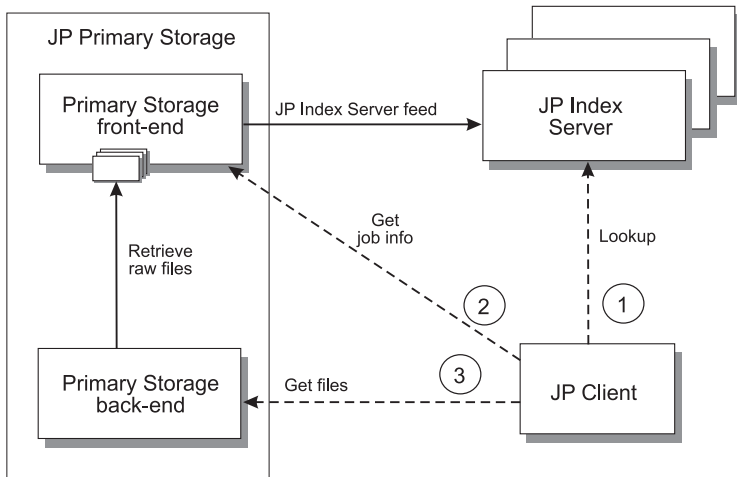 JP Primary Storage
Primary Storage
front-end
JP Index Server feed
JP Index
Server
Get
job info
Lookup
Retrieve
raw files
2
1
3
Primary Storage
back-end
Get files
JP Client